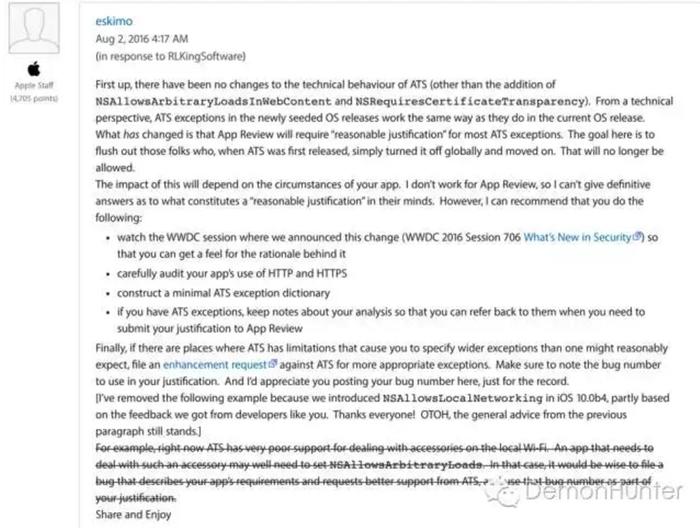 eskimo
Aug 2, 2016 4:17 AM
(in response to RLKingSoftware)
Apple Staff
(4,705 points)
First up, there have been no changes to the technical behaviour of ATS (other than the addition of
NSAllowsArbitraryLoadsInWebContent and NSRequiresCertificateTransparency). From a technical
perspective, ATS exceptions in the newly seeded OS releases work the same way as they do in the current OS release.
What has changed is that App Review will require "reasonable justification" for most ATS exceptions. The goal here is to
flush out those folks who, when ATS was first released, simply turned it off globally and moved on. That will no longer be
allowed.
The impact of this will depend on the circumstances of your app. I don't work for App Review, so I can't give definitive
answers as to what constitutes a "reasonable justification" in their minds. However, I can recommend that you do the
following:
• watch the WWDC session where we announced this change (WWDC 2016 Session 706 What's New in Security) so
that you can get a feel for the rationale behind it
• carefully audit your app's use of HTTP and HTTPS
• construct a minimal ATS exception dictionary
• if you have ATS exceptions, keep notes about your analysis so that you can refer back to them when you need to
submit your justification to App Review
Finally, if there are places where ATS has limitations that cause you to specify wider exceptions than one might reasonably
expect, file an enhancement request against ATS for more appropriate exceptions. Make sure to note the bug number
to use in your justification. And I'd appreciate you posting your bug number here, just for the record.
[I've removed the following example because we introduced NSAllowsLocalNetworking in iOS 10.0b4, partly based
on the feedback we got from developers like you. Thanks everyone! OTOH, the general advice from the previous
paragraph still stands.]
For example, right now ATS has very poor support for dealing with accessories on the local Wi-Fi. An app that needs to
deal with such an accessory may well need to set NSAllowsArbitraryLoads. In that case, it would be wise to file a
bug that describes your app's requirements and requests better support from ATS, use that bug number as part of
your justification.
Share and Enjoy
DemonHunter